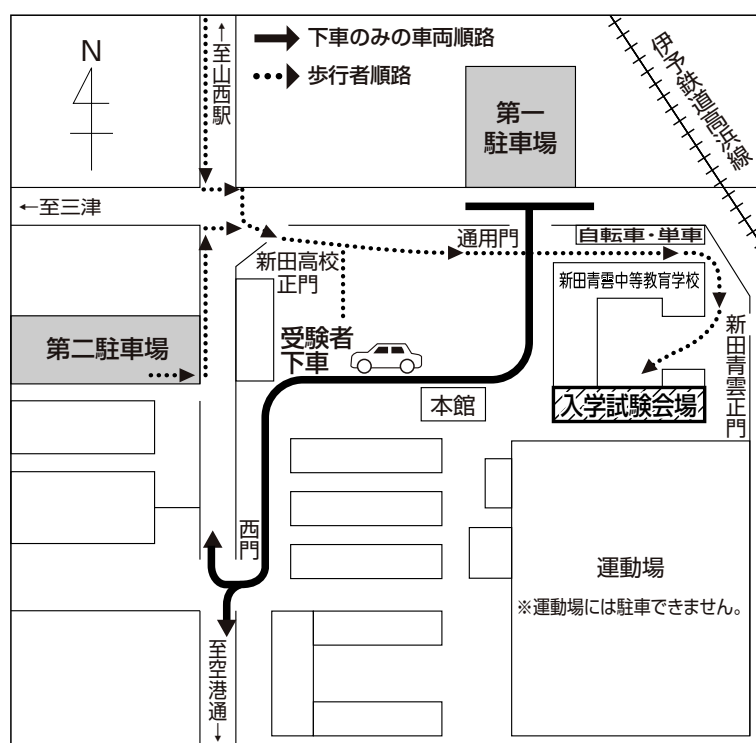 N
←至山西駅
下車のみの車両順路
歩行者順路
第一
駐車場
伊予鉄道高浜線
←至三津
通用門
自転車・単車
新田高校
正門
新田青雲中等教育学校
第二駐車場
受験者
下車
新田青雲正門
本館
入学試験会場
西門
運動場
※運動場には駐車できません。
至空港通→